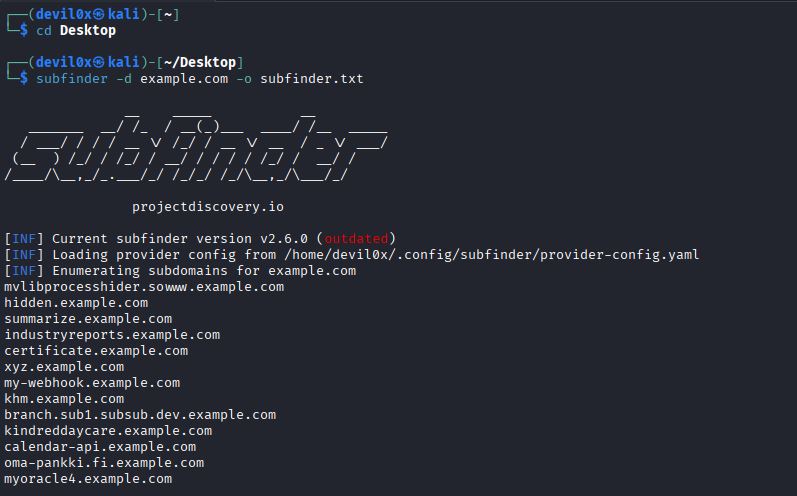 ┌──(devil0x㉿kali)-[~]
└─$ cd Desktop
┌──(devil0x㉿kali)-[~/Desktop]
└─$ subfinder -d example.com -o subfinder.txt
subfinder
projectdiscovery.io
[INF] Current subfinder version v2.6.0 (outdated)
[INF] Loading provider config from /home/devil0x/.config/subfinder/provider-config.yaml
[INF] Enumerating subdomains for example.com
mvlibprocesshider.sowww.example.com
hidden.example.com
summarize.example.com
industryreports.example.com
certificate.example.com
xyz.example.com
my-webhook.example.com
khm.example.com
branch.sub1.subsub.dev.example.com
kindreddaycare.example.com
calendar-api.example.com
oma-pankki.fi.example.com
myoracle4.example.com